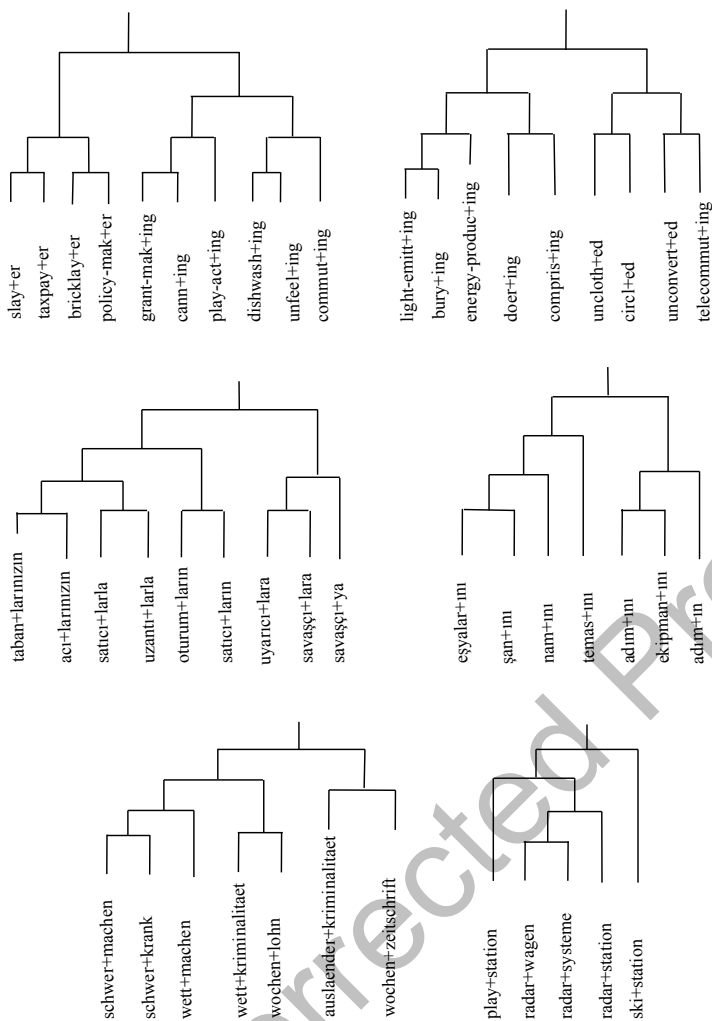 slay+er
taxpay+er
bricklay+er
policy-mak+er
grant-mak+ing
cann+ing
play-act+ing
dishwash+ing
unfeel+ing
commut+ing
light-emitt+ing
bury+ing
energy-produc+ing
doer+ing
compris+ing
uncloth+ed
circl+ed
unconvert+ed
telecommut+ing
taban+larınızın
acı+larınızın
satıcı+larla
uzantı+larla
oturum+ların
satıcı+ların
uyarıcı+lara
savaşçı+lara
savaşçı+ya
eşyalar+ını
şan+ını
nam+ını
temas+ını
adım+ını
ekipman+ını
adım+ın
schwer+machen
schwer+krank
wett+machen
wett+kriminalitaet
wochen+lohn
auslaender+kriminalitaet
wochen+zeitschrift
play+station
radar+wagen
radar+systeme
radar+station
ski+station
rrected Pr